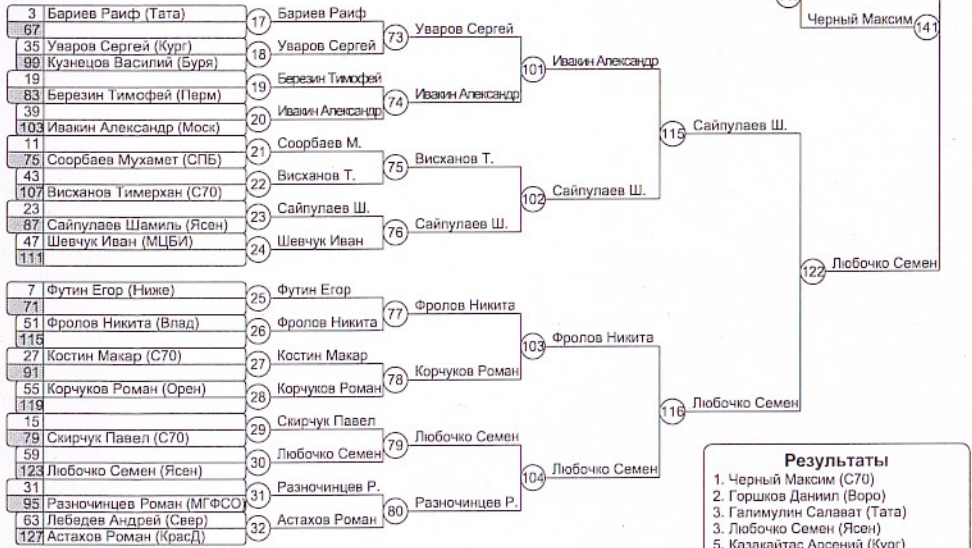 3 Бариев Раиф (Тата)
67
35 Уваров Сергей (Кург)
99 Кузнецов Василий (Буря)
19
83 Березин Тимофей (Перм)
39
103 Ивакин Александр (Моск)
11
75 Соорбаев Мухамет (СПБ)
43
107 Висханов Тимерхан (С70)
23
87 Сайпулаев Шамиль (Ясен)
47 Шевчук Иван (МЦБИ)
111
7 Футин Егор (Ниже)
71
51 Фролов Никита (Влад)
115
27 Костин Макар (С70)
91
55 Корчуков Роман (Орен)
119
15
79 Скирчук Павел (С70)
59
123 Любочко Семен (Ясен)
31
95 Разночинцев Роман (МГФСО)
63 Лебедев Андрей (Свер)
127 Астахов Роман (КрасД)
17 Бариев Раиф
18 Уваров Сергей
19 Березин Тимофей
20 Ивакин Александр
21 Соорбаев М.
22 Висханов Т.
23 Сайпулаев Ш.
24 Шевчук Иван
25 Футин Егор
26 Фролов Никита
27 Костин Макар
28 Корчуков Роман
29 Скирчук Павел
30 Любочко Семен
31 Разночинцев Р.
32 Астахов Роман
73 Уваров Сергей
74 Ивакин Александр
75 Висханов Т.
76 Сайпулаев Ш.
77 Фролов Никита
78 Корчуков Роман
79 Любочко Семен
80 Разночинцев Р.
101 Ивакин Александр
102 Сайпулаев Ш.
103 Фролов Никита
104 Любочко Семен
115 Сайпулаев Ш.
116 Любочко Семен
122 Любочко Семен
Черный Максим 141
Результаты
1. Черный Максим (С70)
2. Горшков Даниил (Воро)
3. Галимулин Салават (Тата)
3. Любочко Семен (Ясен)
5. Казакайтас Арсений (Кург)